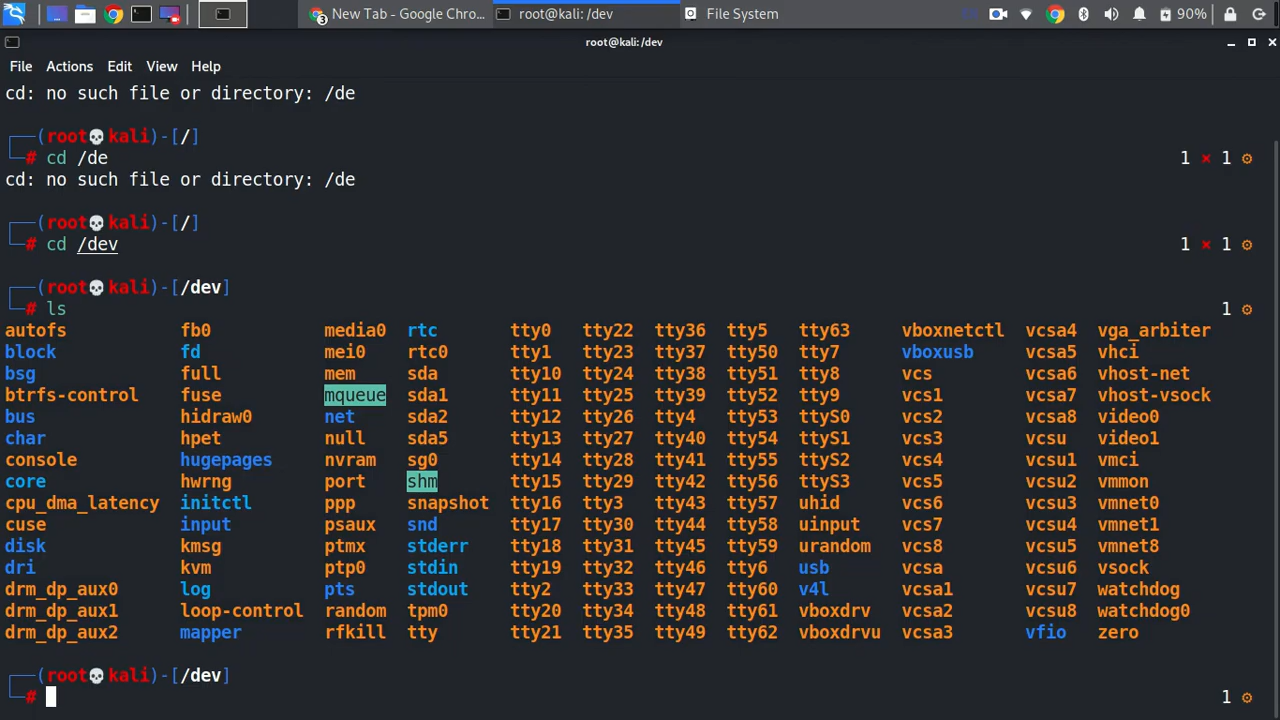 New Tab - Google Chro... root@kali: /dev File System 90%
root@kali: /dev
File Actions Edit View Help
cd: no such file or directory: /de
┌──(root💀kali)-[/]
└─# cd /de 1 ⨯ 1 ⚙
cd: no such file or directory: /de
┌──(root💀kali)-[/]
└─# cd /dev 1 ⨯ 1 ⚙
┌──(root💀kali)-[/dev]
└─# ls 1 ⚙
autofs fb0 media0 rtc tty0 tty22 tty36 tty5 tty63 vboxnetctl vcsa4 vga_arbiter
block fd mei0 rtc0 tty1 tty23 tty37 tty50 tty7 vboxusb vcsa5 vhci
bsg full mem sda tty10 tty24 tty38 tty51 tty8 vcs vcsa6 vhost-net
btrfs-control fuse mqueue sda1 tty11 tty25 tty39 tty52 tty9 vcs1 vcsa7 vhost-vsock
bus hidraw0 net sda2 tty12 tty26 tty4 tty53 ttyS0 vcs2 vcsa8 video0
char hpet null sda5 tty13 tty27 tty40 tty54 ttyS1 vcs3 vcsu video1
console hugepages nvram sg0 tty14 tty28 tty41 tty55 ttyS2 vcs4 vcsu1 vmci
core hwrng port shm tty15 tty29 tty42 tty56 ttyS3 vcs5 vcsu2 vmmon
cpu_dma_latency initctl ppp snapshot tty16 tty3 tty43 tty57 uhid vcs6 vcsu3 vmnet0
cuse input psaux snd tty17 tty30 tty44 tty58 uinput vcs7 vcsu4 vmnet1
disk kmsg ptmx stderr tty18 tty31 tty45 tty59 urandom vcs8 vcsu5 vmnet8
dri kvm ptp0 stdin tty19 tty32 tty46 tty6 usb vcsa vcsu6 vsock
drm_dp_aux0 log pts stdout tty2 tty33 tty47 tty60 v4l vcsa1 vcsu7 watchdog
drm_dp_aux1 loop-control random tpm0 tty20 tty34 tty48 tty61 vboxdrv vcsa2 vcsu8 watchdog0
drm_dp_aux2 mapper rfkill tty tty21 tty35 tty49 tty62 vboxdrvu vcsa3 vfio zero
┌──(root💀kali)-[/dev]
└─# 1 ⚙